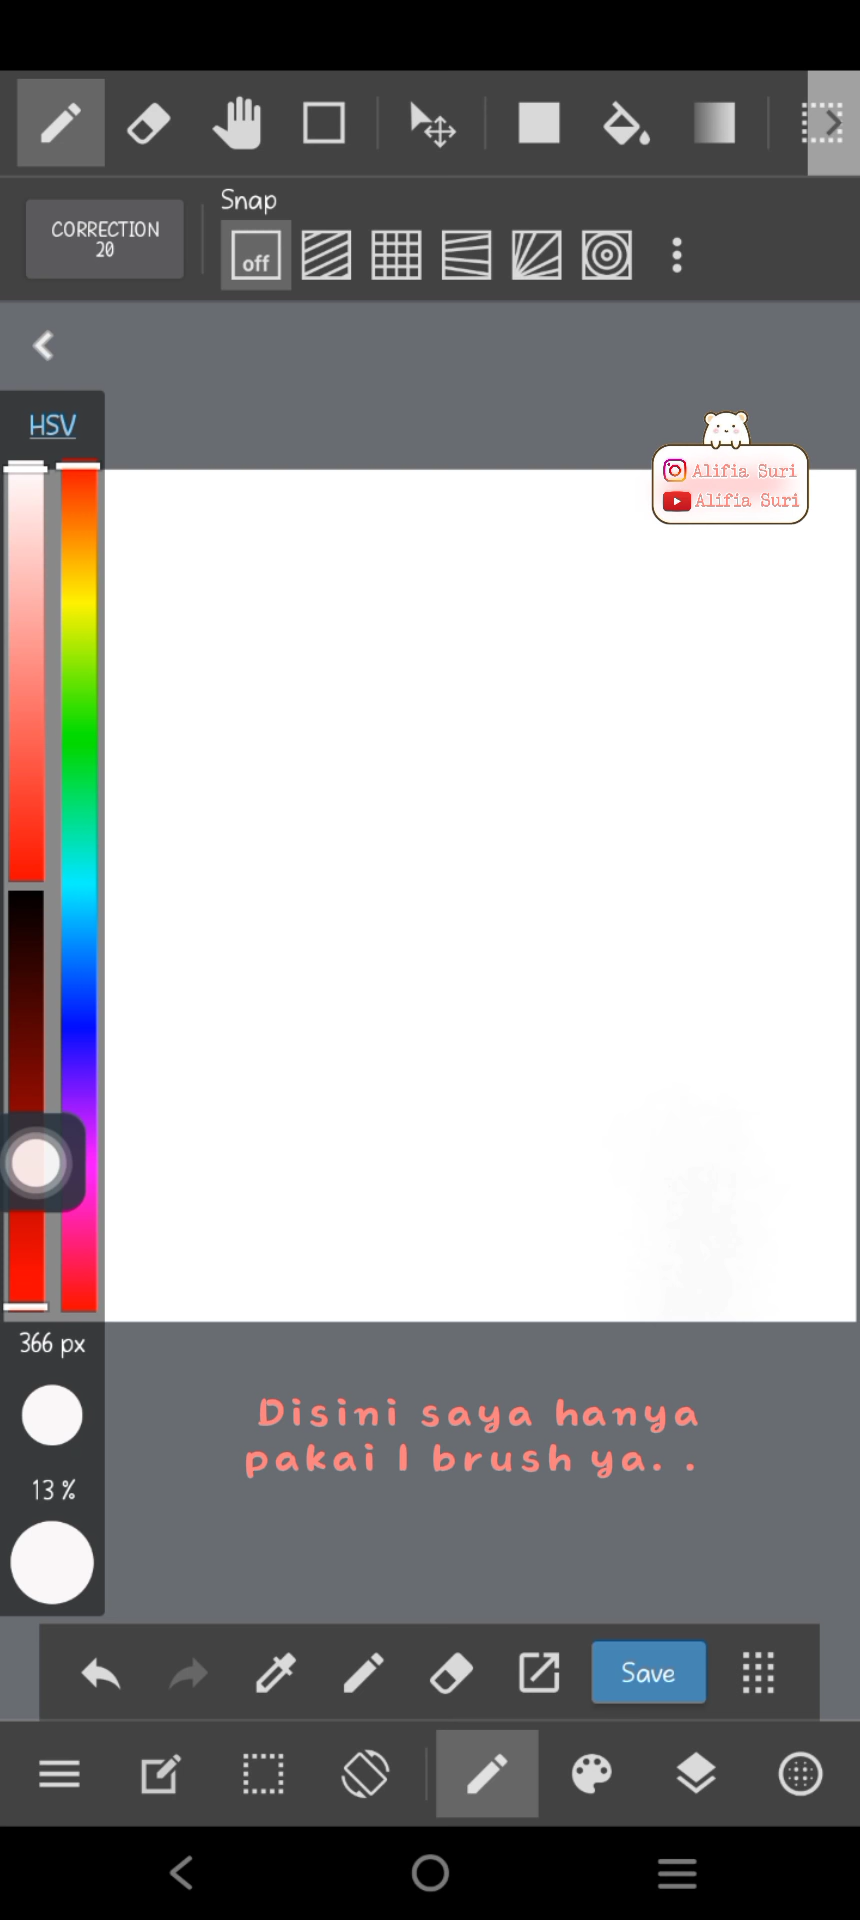 CORRECTION
20
Snap
off
HSV
Alifia Suri
Alifia Suri
366 px
Disini saya hanya
pakai 1 brush ya. .
13 %
Save